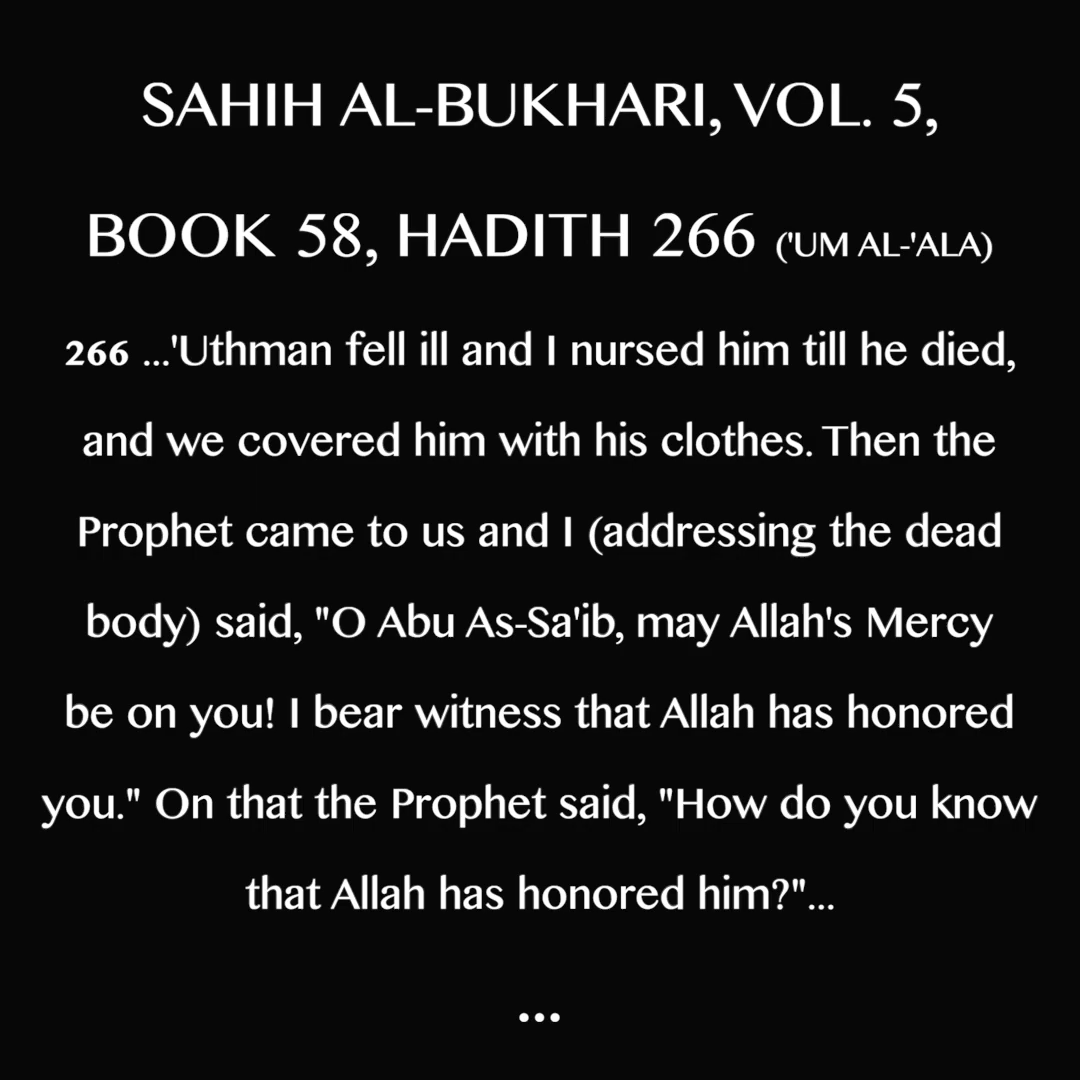 SAHIH AL-BUKHARI, VOL. 5,
BOOK 58, HADITH 266 ('UM AL-'ALA)
266 ...'Uthman fell ill and I nursed him till he died,
and we covered him with his clothes. Then the
Prophet came to us and I (addressing the dead
body) said, "O Abu As-Sa'ib, may Allah's Mercy
be on you! I bear witness that Allah has honored
you." On that the Prophet said, "How do you know
that Allah has honored him?"...
...